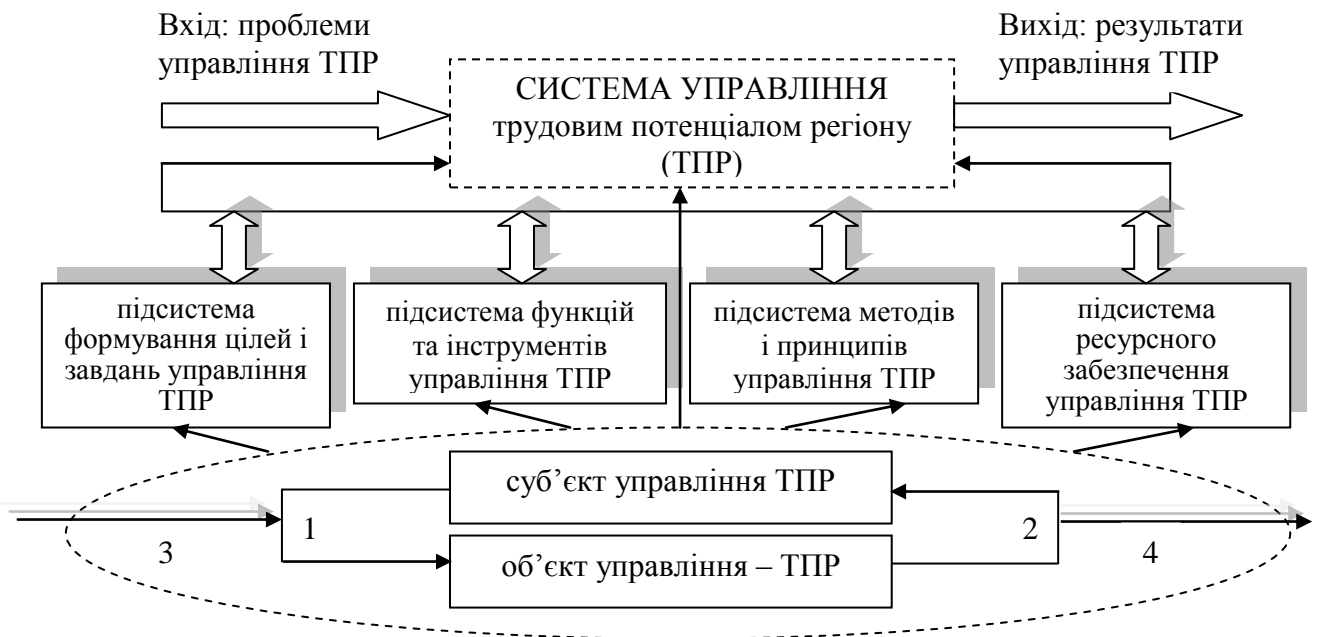 Вхід: проблеми
управління ТПР
Вихід: результати
управління ТПР
СИСТЕМА УПРАВЛІННЯ
трудовим потенціалом регіону
(ТПР)
підсистема
формування цілей і
завдань управління
ТПР
підсистема функцій
та інструментів
управління ТПР
підсистема методів
і принципів
управління ТПР
підсистема
ресурсного
забезпечення
управління ТПР
суб’єкт управління ТПР
1
2
3
4
об’єкт управління – ТПР